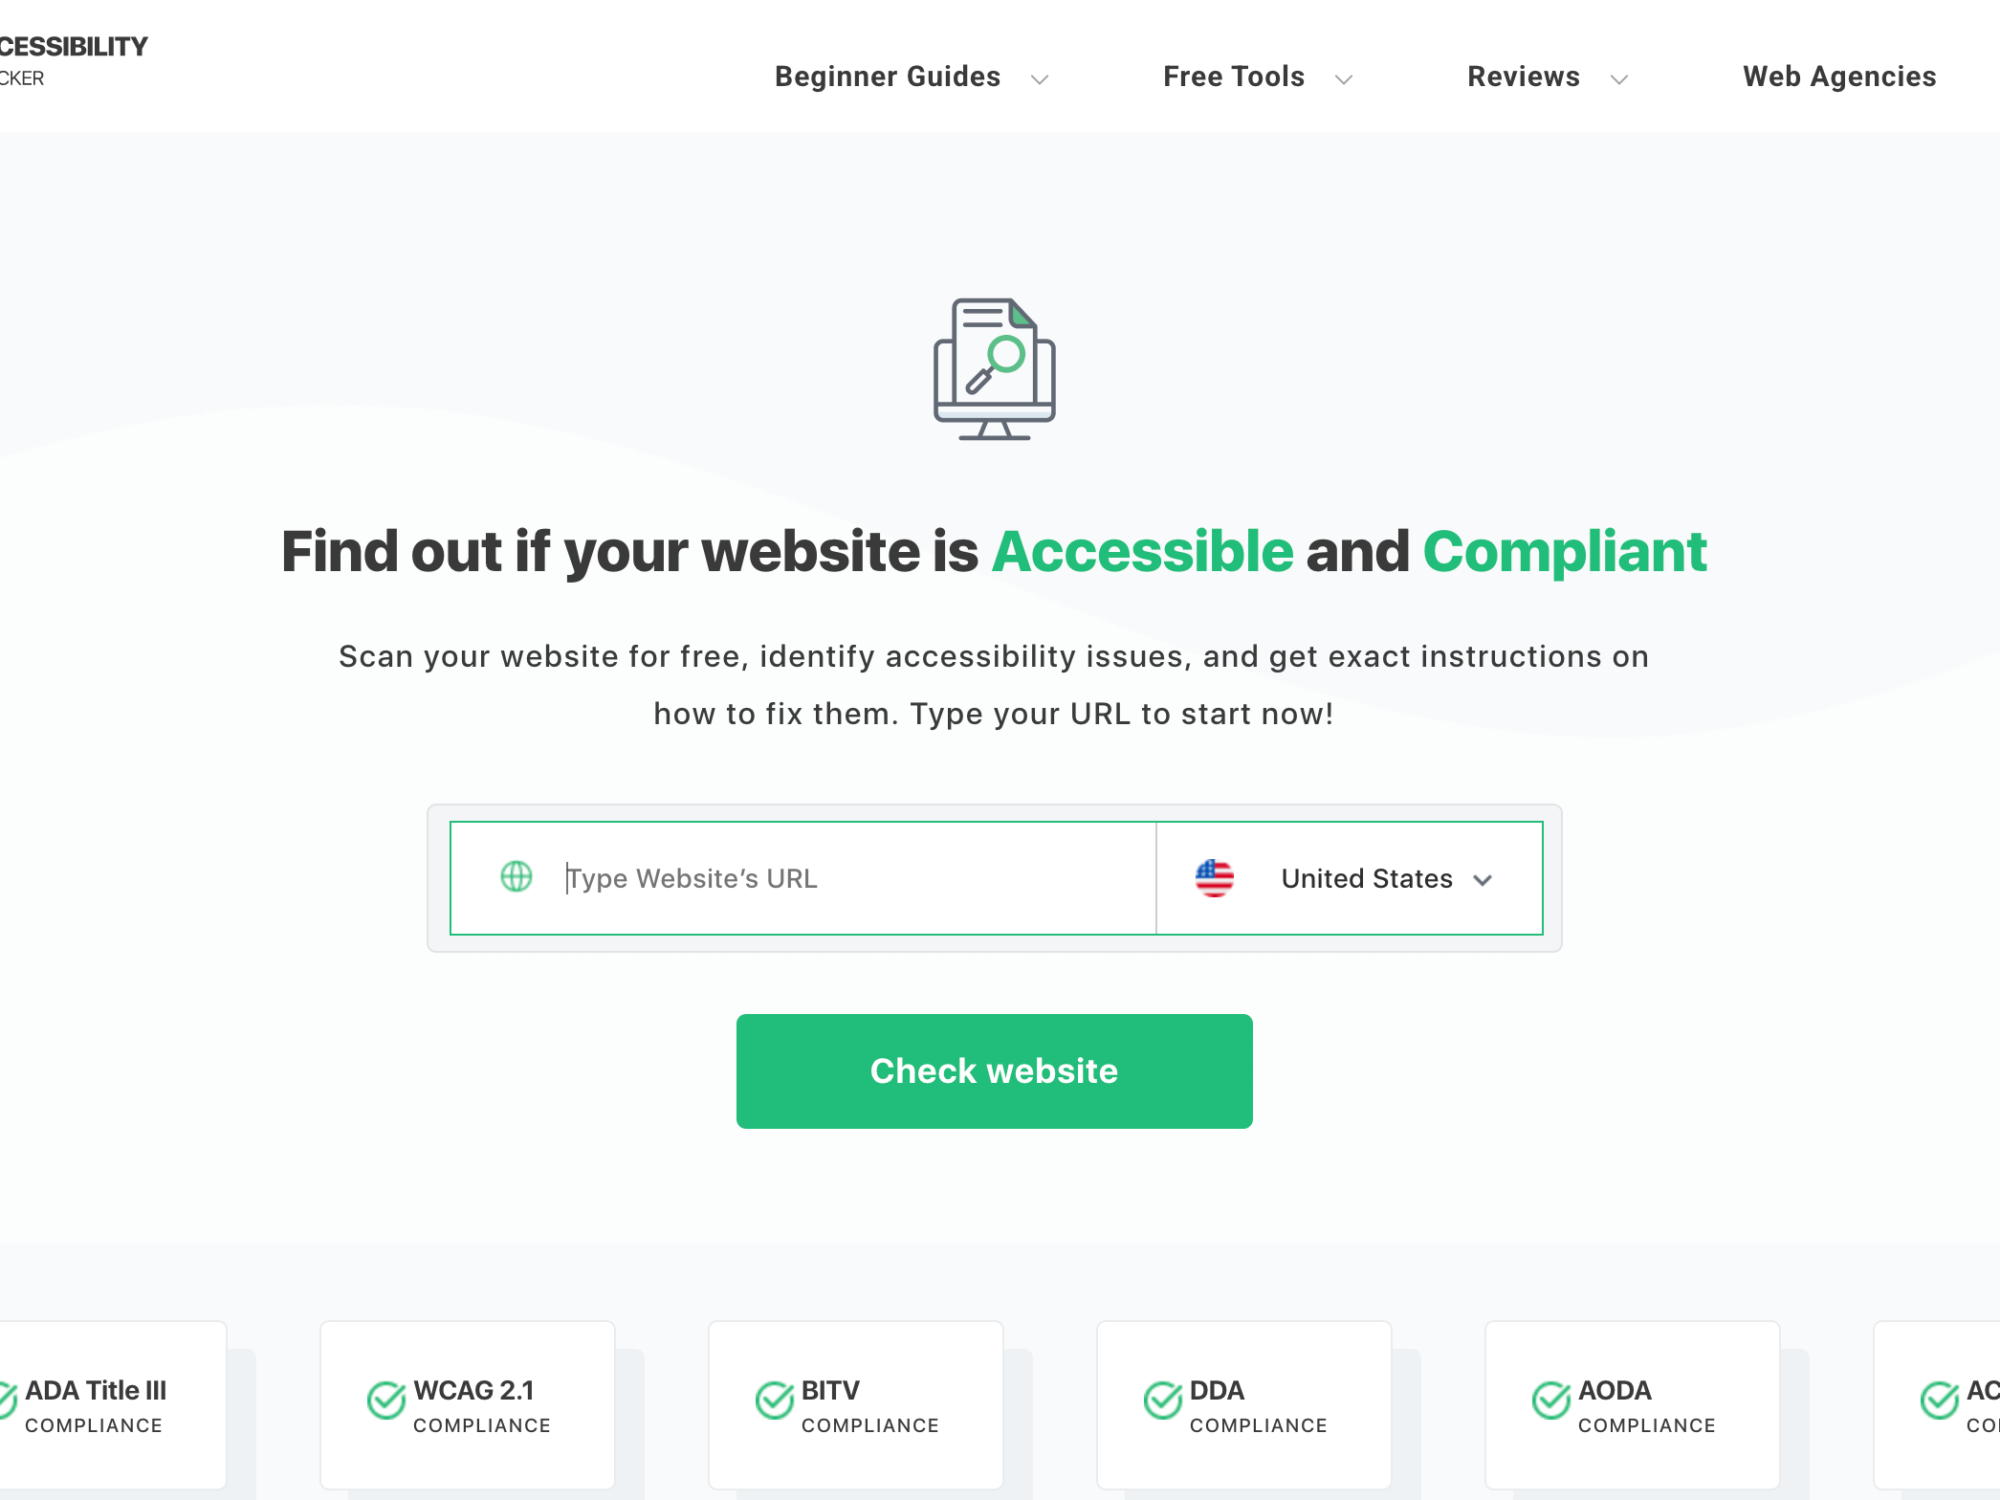 CESSIBILITY
CKER
Beginner Guides
Free Tools
Reviews
Web Agencies
Find out if your website is Accessible and Compliant
Scan your website for free, identify accessibility issues, and get exact instructions on
how to fix them. Type your URL to start now!
Type Website’s URL
United States
Check website
ADA Title III
COMPLIANCE
WCAG 2.1
COMPLIANCE
BITV
COMPLIANCE
DDA
COMPLIANCE
AODA
COMPLIANCE
AC
CO